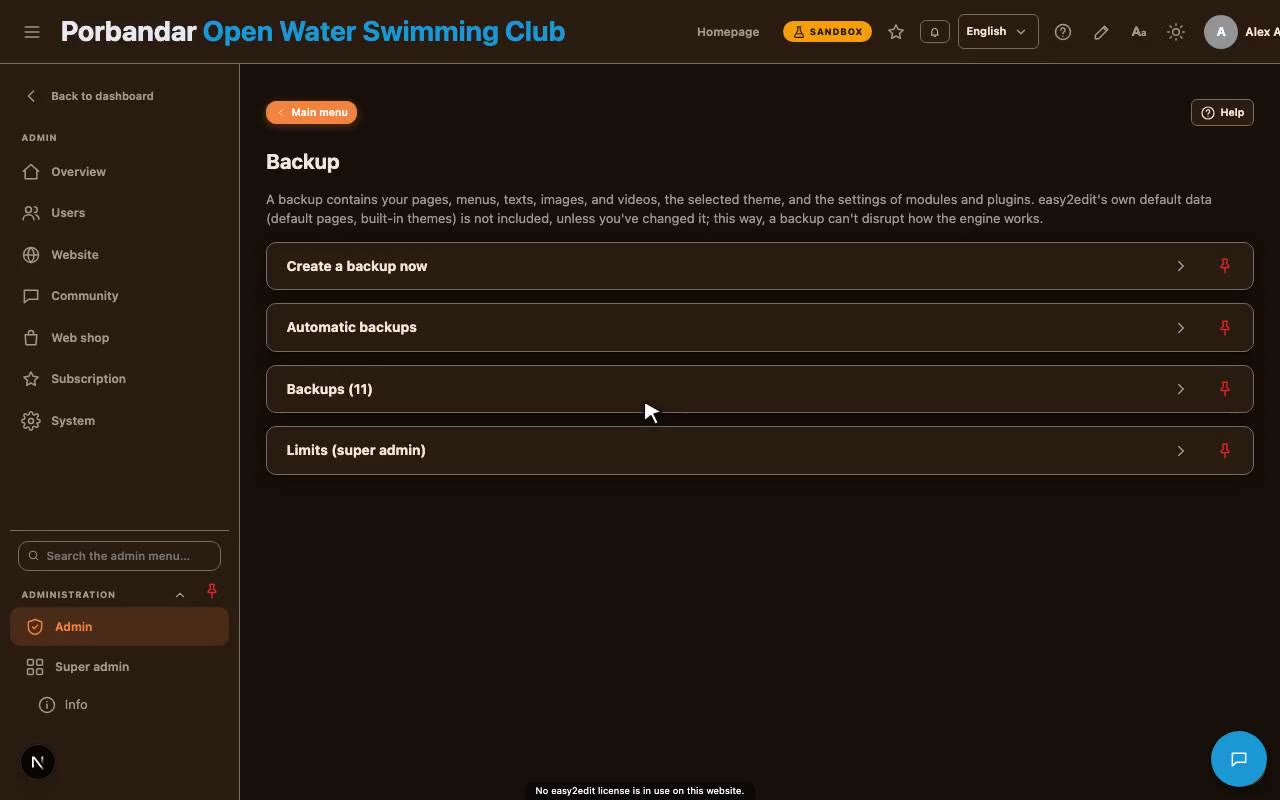 Porbandar Open Water Swimming Club
Homepage
SANDBOX
English
Aa
A
Alex A
Back to dashboard
ADMIN
Overview
Users
Website
Community
Web shop
Subscription
System
Search the admin menu...
ADMINISTRATION
Admin
Super admin
Info
N
Main menu
Help
Backup
A backup contains your pages, menus, texts, images, and videos, the selected theme, and the settings of modules and plugins. easy2edit's own default data
(default pages, built-in themes) is not included, unless you've changed it; this way, a backup can't disrupt how the engine works.
Create a backup now
Automatic backups
Backups (11)
Limits (super admin)
No easy2edit license is in use on this website.